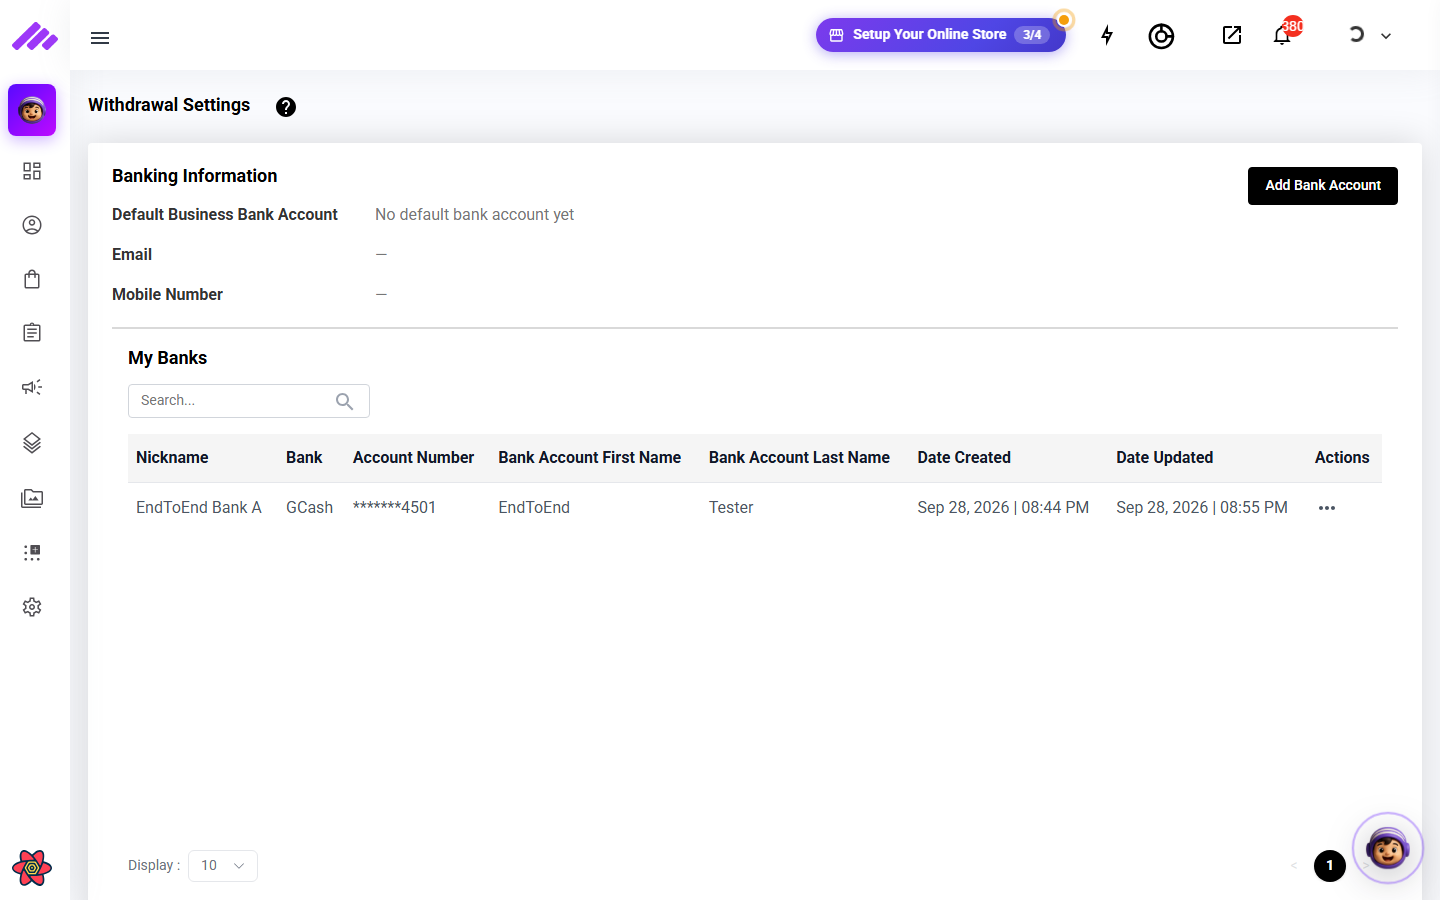 Setup Your Online Store 3/4
380
Withdrawal Settings
Banking Information
Add Bank Account
Default Business Bank Account No default bank account yet
Email —
Mobile Number —
My Banks
Search...
Nickname Bank Account Number Bank Account First Name Bank Account Last Name Date Created Date Updated Actions
EndToEnd Bank A GCash *******4501 EndToEnd Tester Sep 28, 2026 | 08:44 PM Sep 28, 2026 | 08:55 PM •••
Display : 10
< 1 >